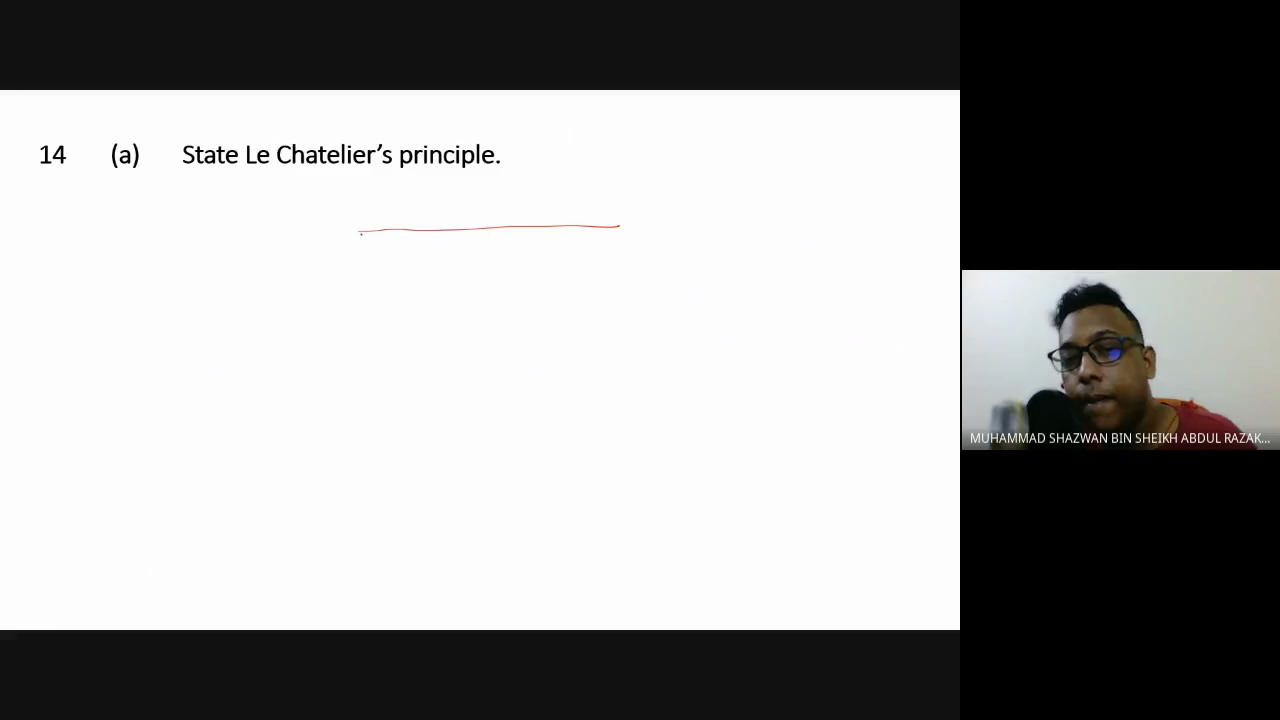 14 (a) State Le Chatelier’s principle.
MUHAMMAD SHAZWAN BIN SHEIKH ABDUL RAZAK...